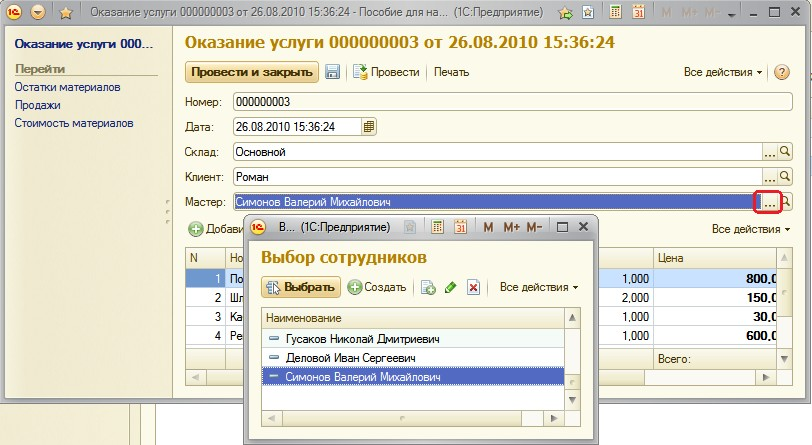 Оказание услуги 000000003 от 26.08.2010 15:36:24 - Пособие для на... (1С:Предприятие)
M M+ M-
Оказание услуги 000...
Перейти
Остатки материалов
Продажи
Стоимость материалов
Оказание услуги 000000003 от 26.08.2010 15:36:24
Провести и закрыть Провести Печать Все действия
Номер: 000000003
Дата: 26.08.2010 15:36:24
Склад: Основной
Клиент: Роман
Мастер: Симонов Валерий Михайлович
Добави Все действия
N Но Цена
1 По 1,000 800,0
2 Шл 2,000 150,0
3 Ка 1,000 30,0
4 Ре 1,000 600,0
Всего:
В... (1С:Предприятие) M M+ M-
Выбор сотрудников
Выбрать Создать Все действия
Наименование
Гусаков Николай Дмитриевич
Деловой Иван Сергеевич
Симонов Валерий Михайлович